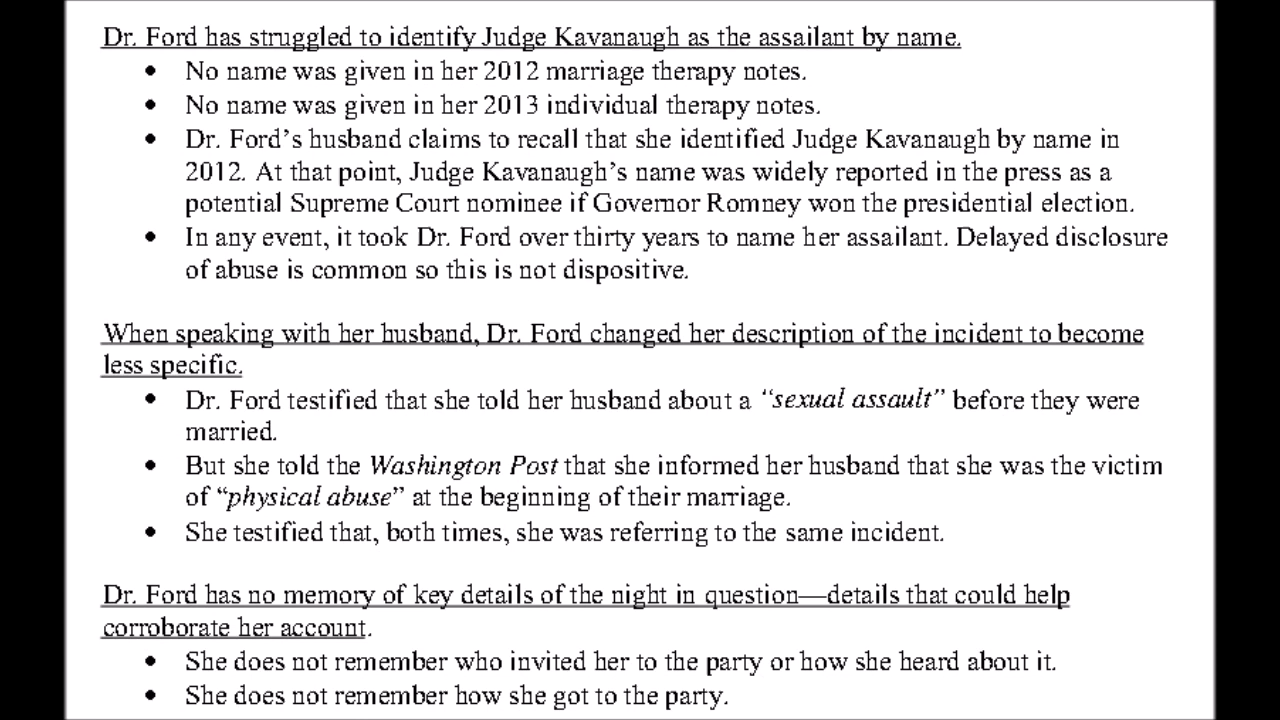 Dr. Ford has struggled to identify Judge Kavanaugh as the assailant by name.
• No name was given in her 2012 marriage therapy notes.
• No name was given in her 2013 individual therapy notes.
• Dr. Ford’s husband claims to recall that she identified Judge Kavanaugh by name in
2012. At that point, Judge Kavanaugh’s name was widely reported in the press as a
potential Supreme Court nominee if Governor Romney won the presidential election.
• In any event, it took Dr. Ford over thirty years to name her assailant. Delayed disclosure
of abuse is common so this is not dispositive.
When speaking with her husband, Dr. Ford changed her description of the incident to become
less specific.
• Dr. Ford testified that she told her husband about a “sexual assault” before they were
married.
• But she told the Washington Post that she informed her husband that she was the victim
of “physical abuse” at the beginning of their marriage.
• She testified that, both times, she was referring to the same incident.
Dr. Ford has no memory of key details of the night in question—details that could help
corroborate her account.
• She does not remember who invited her to the party or how she heard about it.
• She does not remember how she got to the party.